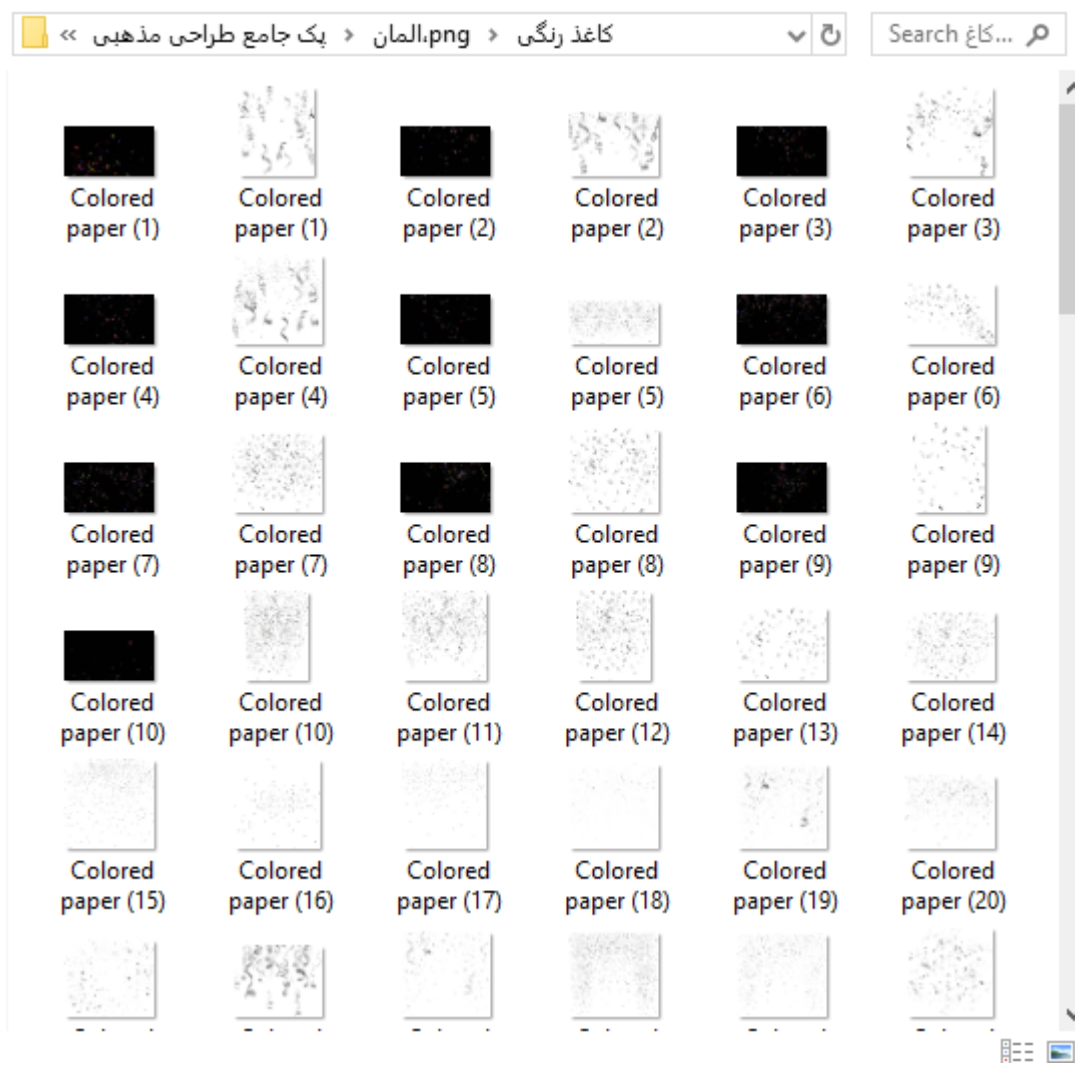 » پک جامع طراحی مذهبی › png،المان › کاغذ رنگی
Search کاغ...
Colored Colored Colored Colored Colored Colored
paper (1) paper (1) paper (2) paper (2) paper (3) paper (3)
Colored Colored Colored Colored Colored Colored
paper (4) paper (4) paper (5) paper (5) paper (6) paper (6)
Colored Colored Colored Colored Colored Colored
paper (7) paper (7) paper (8) paper (8) paper (9) paper (9)
Colored Colored Colored Colored Colored Colored
paper (10) paper (10) paper (11) paper (12) paper (13) paper (14)
Colored Colored Colored Colored Colored Colored
paper (15) paper (16) paper (17) paper (18) paper (19) paper (20)